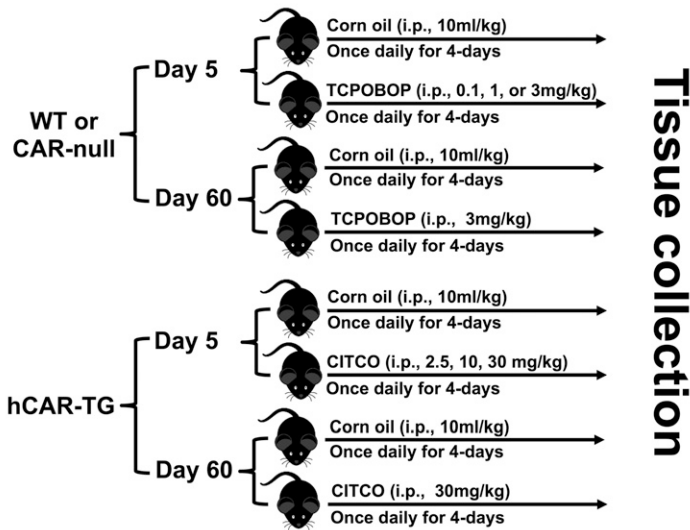 Corn oil (i.p., 10ml/kg)
Once daily for 4-days
Day 5
TCPOBOP (i.p., 0.1, 1, or 3mg/kg)
Once daily for 4-days
WT or
CAR-null
Corn oil (i.p., 10ml/kg)
Once daily for 4-days
Day 60
TCPOBOP (i.p., 3mg/kg)
Once daily for 4-days
Corn oil (i.p., 10ml/kg)
Once daily for 4-days
Day 5
CITCO (i.p., 2.5, 10, 30 mg/kg)
Once daily for 4-days
hCAR-TG
Corn oil (i.p., 10ml/kg)
Once daily for 4-days
Day 60
CITCO (i.p., 30mg/kg)
Once daily for 4-days
Tissue collection